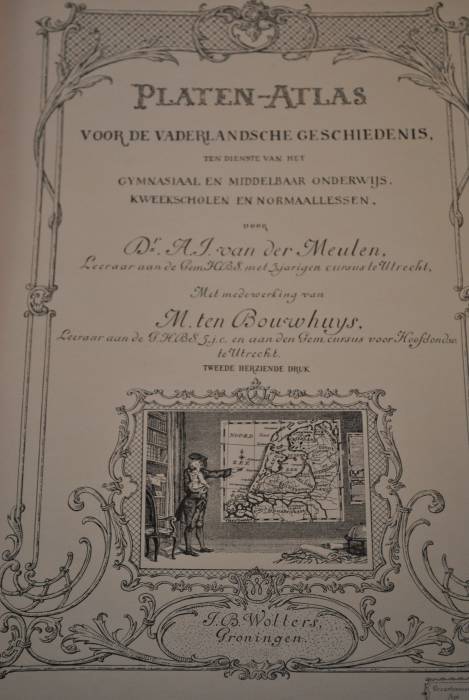 PLATEN-ATLAS
VOOR DE VADERLANDSCHE GESCHIEDENIS,
TEN DIENSTE VAN HET
GYMNASIAAL EN MIDDELBAAR ONDERWIJS,
KWEEKSCHOLEN EN NORMAALLESSEN,
DOOR
Dr. A.J. van der Meulen,
Leeraar aan de Gem. H.B.S. met 5jarigen cursus te Utrecht,
Met medewerking van
M. ten Bouwhuys,
Leeraar aan de G.H.B.S. 5.j.c. en aan den Gem. cursus voor Hoofdonderw.
te Utrecht.
TWEEDE HERZIENDE DRUK
NOORD
ZEE
J.B. Wolters,
Groningen.